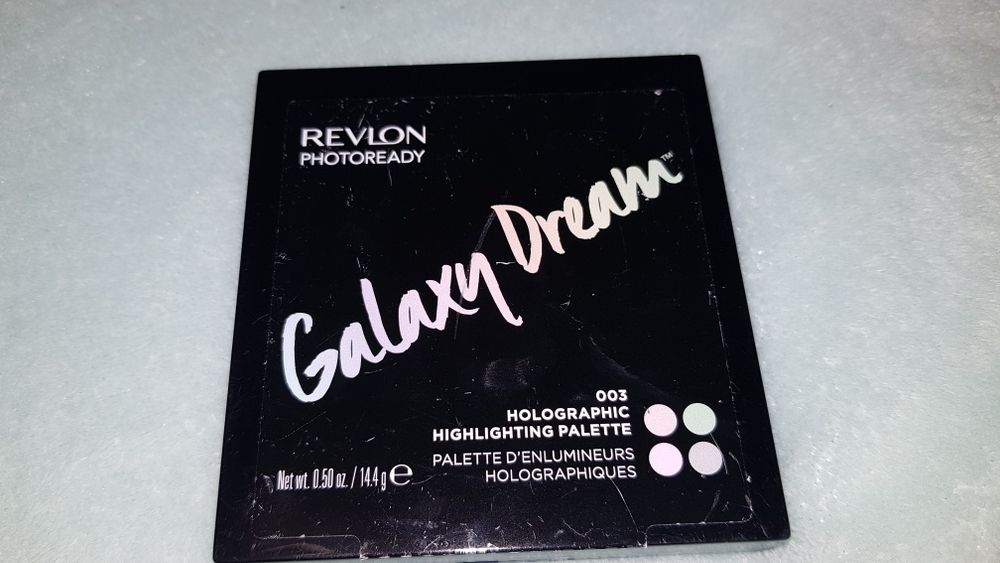 REVLON
PHOTOREADY
Galaxy Dream™
003
HOLOGRAPHIC
HIGHLIGHTING PALETTE
PALETTE D'ENLUMINEURS
HOLOGRAPHIQUES
Net wt. 0.50 oz. / 14.4 g ℮